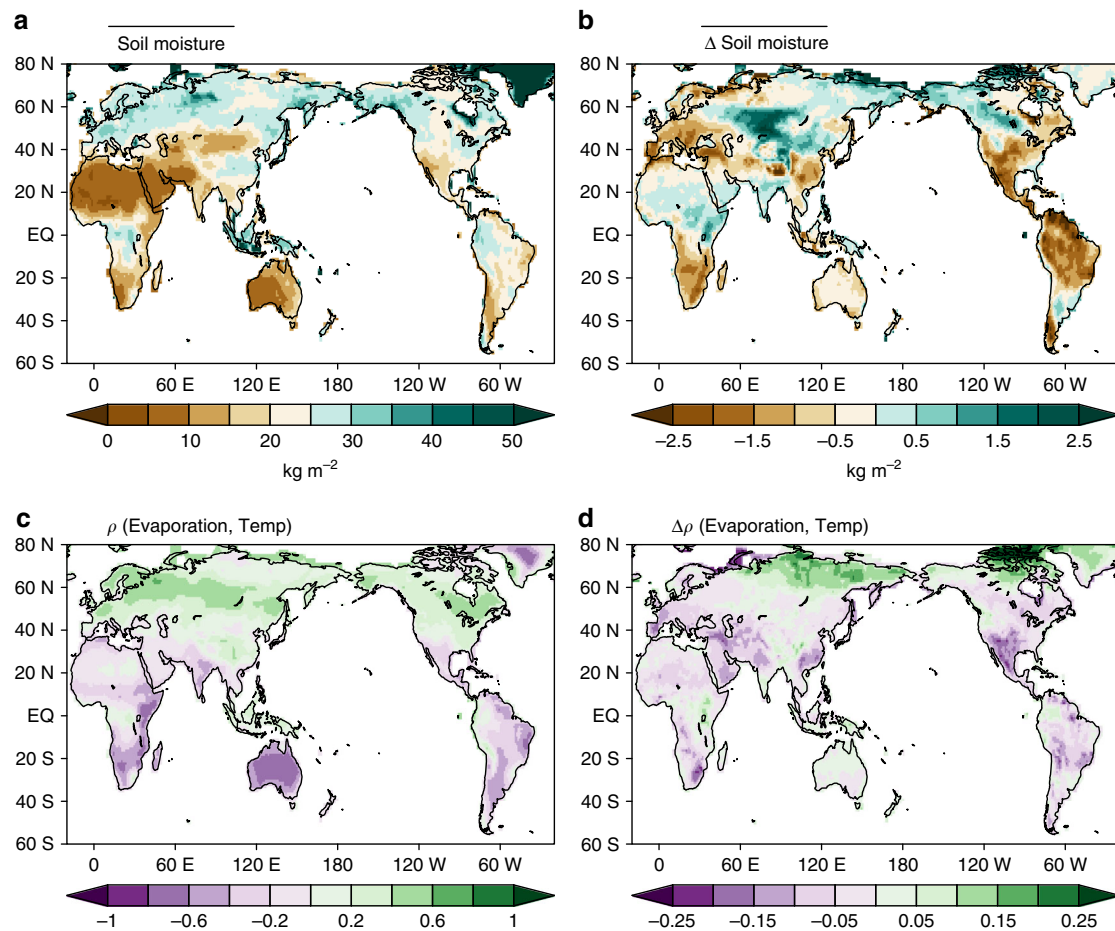 a
Soil moisture
80 N
60 N
40 N
20 N
EQ
20 S
40 S
60 S
0 60 E 120 E 180 120 W 60 W
0 10 20 30 40 50
kg m⁻²
b
Δ Soil moisture
80 N
60 N
40 N
20 N
EQ
20 S
40 S
60 S
0 60 E 120 E 180 120 W 60 W
−2.5 −1.5 −0.5 0.5 1.5 2.5
kg m⁻²
c
ρ (Evaporation, Temp)
80 N
60 N
40 N
20 N
EQ
20 S
40 S
60 S
0 60 E 120 E 180 120 W 60 W
−1 −0.6 −0.2 0.2 0.6 1
d
Δρ (Evaporation, Temp)
80 N
60 N
40 N
20 N
EQ
20 S
40 S
60 S
0 60 E 120 E 180 120 W 60 W
−0.25 −0.15 −0.05 0.05 0.15 0.25